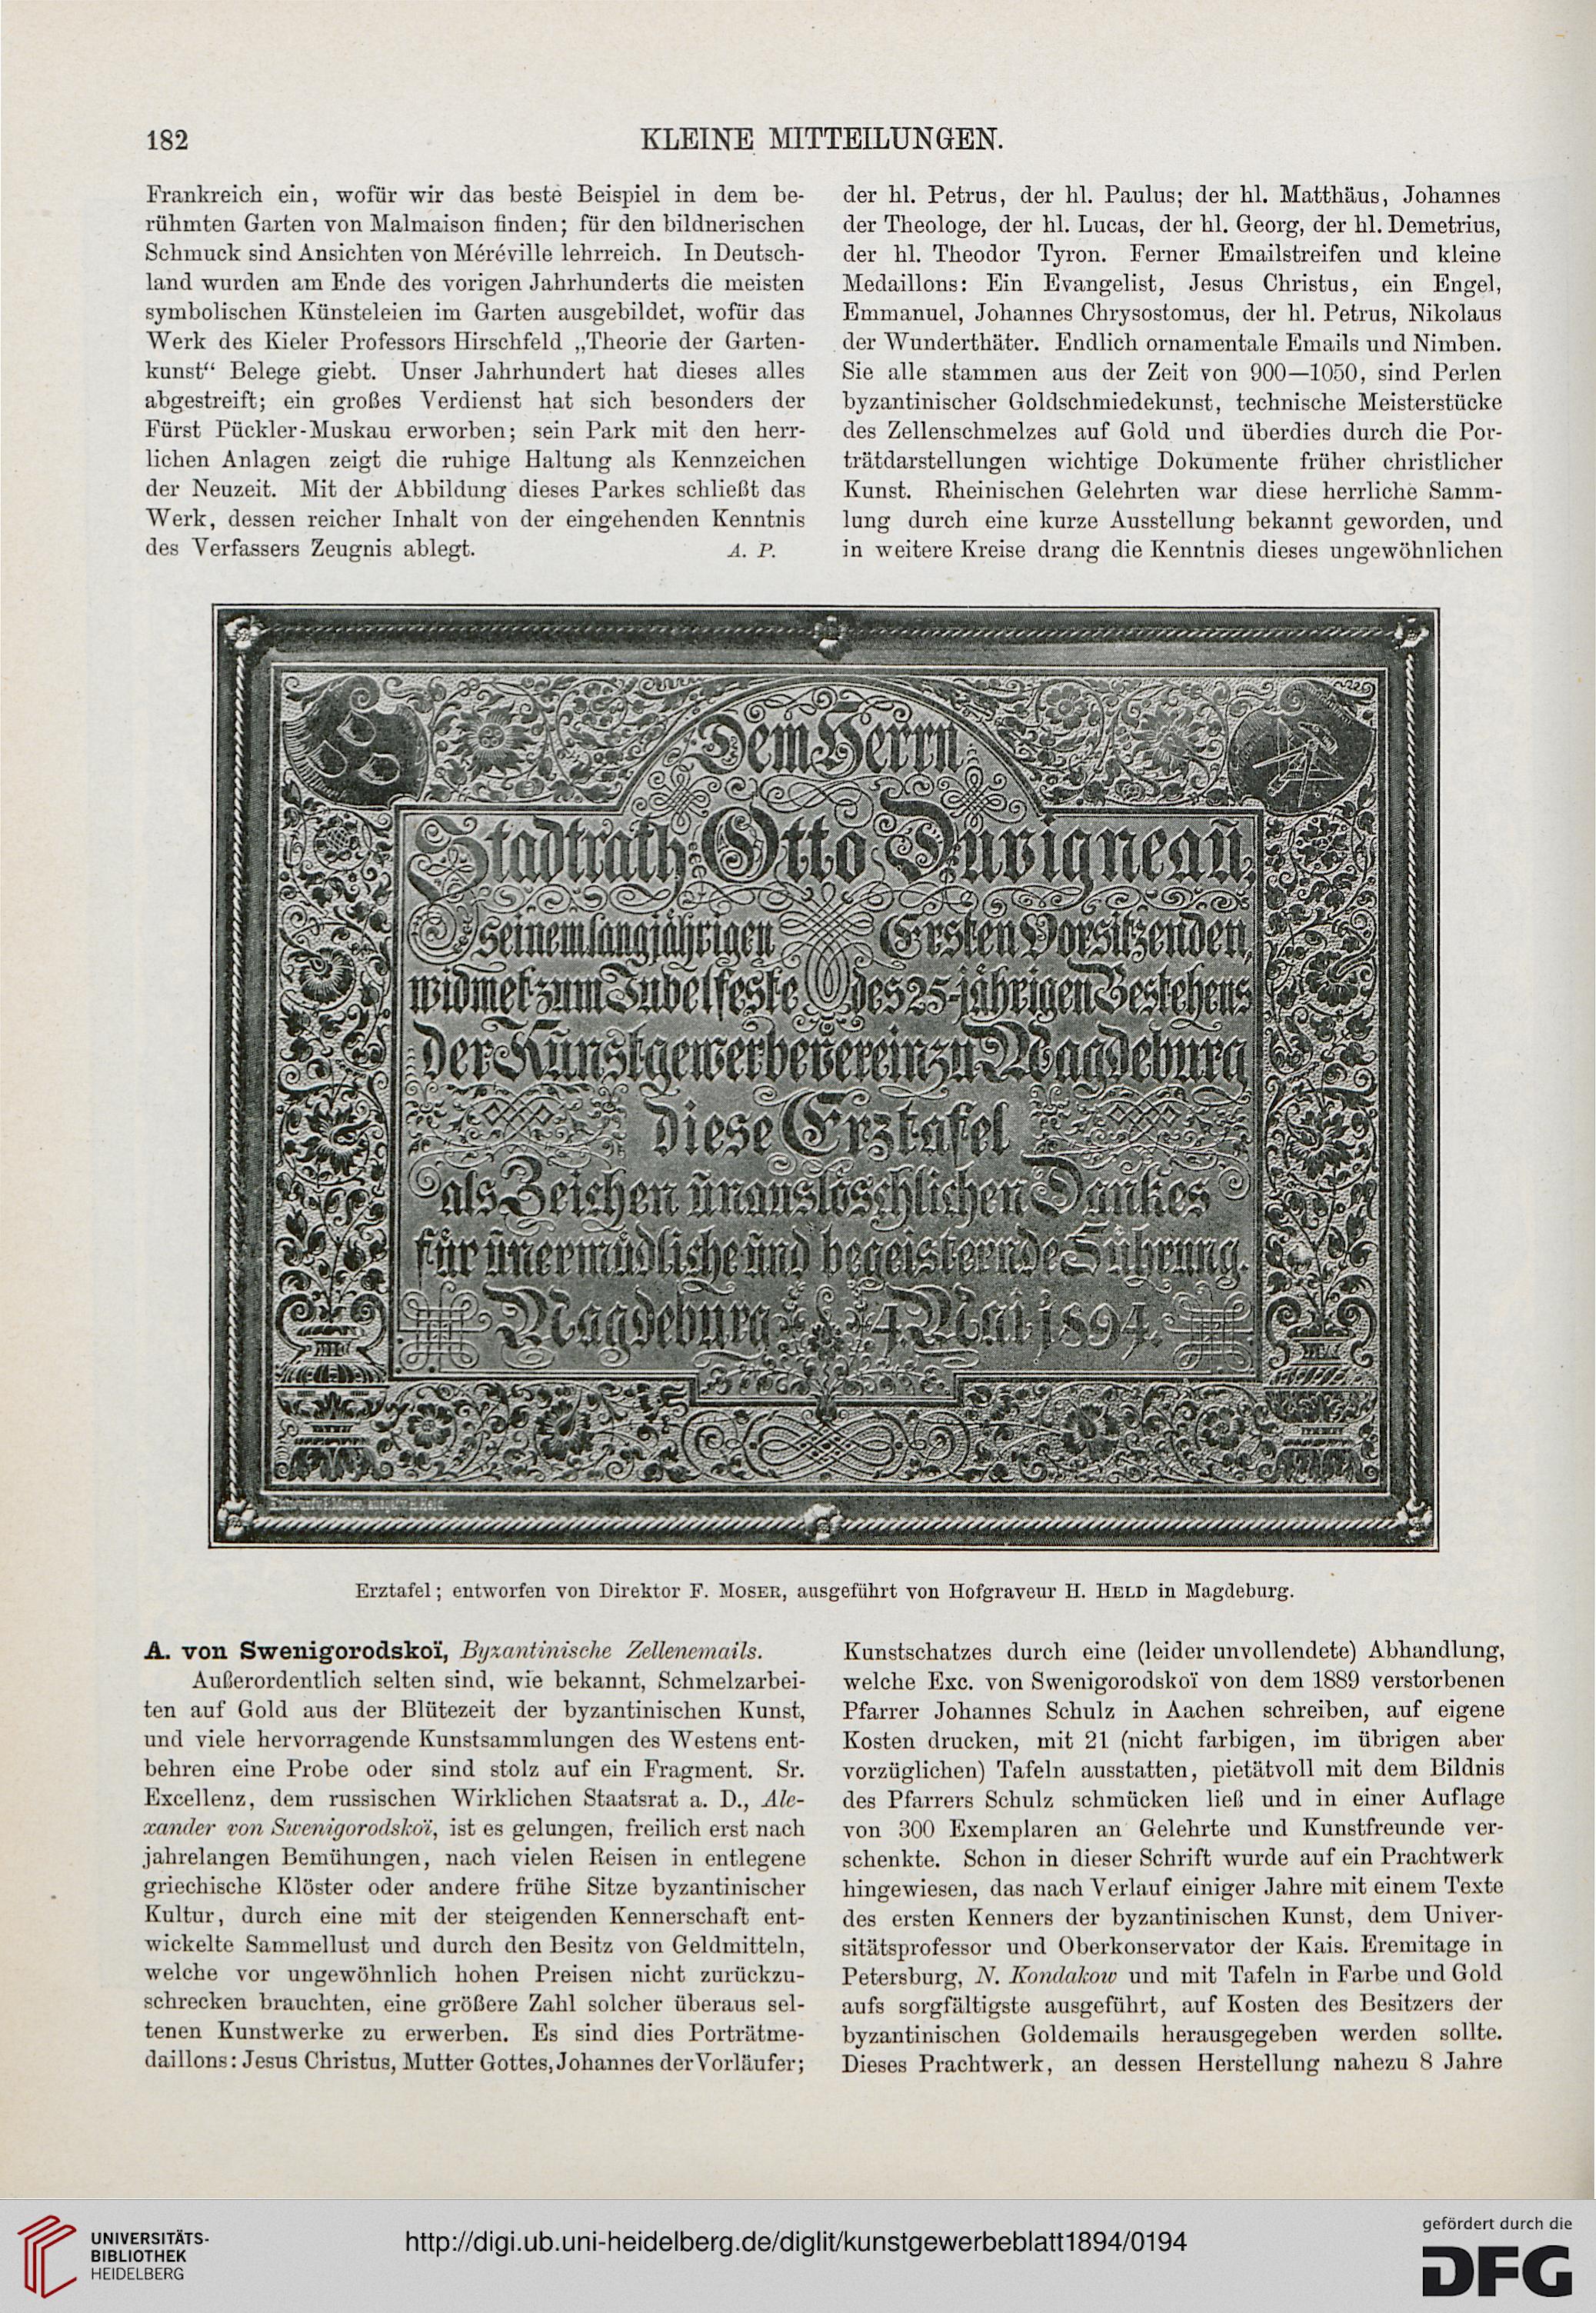 182
KLEINE MITTEILUNGEN.
Frankreich ein, wofür wir das beste Beispiel in dem be-
rühmten Garten von Malmaison finden; für den bildnerischen
Schmuck sind Ansichten von Méréville lehrreich. In Deutsch-
land wurden am Ende des vorigen Jahrhunderts die meisten
symbolischen Künsteleien im Garten ausgebildet, wofür das
Werk des Kieler Professors Hirschfeld „Theorie der Garten-
kunst“ Belege giebt. Unser Jahrhundert hat dieses alles
abgestreift; ein großes Verdienst hat sich besonders der
Fürst Pückler-Muskau erworben; sein Park mit den herr-
lichen Anlagen zeigt die ruhige Haltung als Kennzeichen
der Neuzeit. Mit der Abbildung dieses Parkes schließt das
Werk, dessen reicher Inhalt von der eingehenden Kenntnis
des Verfassers Zeugnis ablegt. A. P.
der hl. Petrus, der hl. Paulus; der hl. Matthäus, Johannes
der Theologe, der hl. Lucas, der hl. Georg, der hl. Demetrius,
der hl. Theodor Tyron. Ferner Emailstreifen und kleine
Medaillons: Ein Evangelist, Jesus Christus, ein Engel,
Emmanuel, Johannes Chrysostomus, der hl. Petrus, Nikolaus
der Wunderthäter. Endlich ornamentale Emails und Nimben.
Sie alle stammen aus der Zeit von 900—1050, sind Perlen
byzantinischer Goldschmiedekunst, technische Meisterstücke
des Zellenschmelzes auf Gold und überdies durch die Por-
trätdarstellungen wichtige Dokumente früher christlicher
Kunst. Rheinischen Gelehrten war diese herrliche Samm-
lung durch eine kurze Ausstellung bekannt geworden, und
in weitere Kreise drang die Kenntnis dieses ungewöhnlichen
Dem Herrn
Stadtrath Otto Duvigneau,
seinem langjährigen Ersten Vorsitzenden,
widmet zum Jubelfeste des 25-jährigen Bestehens
der Kunstgewerbeverein zu Magdeburg
diese Erztafel
als Zeichen unauslöschlichen Dankes
für unermüdliche und begeisternde Führung.
Magdeburg 4. Mai 1894.
Entwurf v. F. Moser, ausgef. v. H. Held.
Erztafel; entworfen von Direktor F. Moser, ausgeführt von Hofgraveur H. Held in Magdeburg.
A. von Swenigorodskoï, Byzantinische Zellenemails.
Außerordentlich selten sind, wie bekannt, Schmelzarbei-
ten auf Gold aus der Blütezeit der byzantinischen Kunst,
und viele hervorragende Kunstsammlungen des Westens ent-
behren eine Probe oder sind stolz auf ein Fragment. Sr.
Excellenz, dem russischen Wirklichen Staatsrat a. D., Ale-
xander von Swenigorodskoï, ist es gelungen, freilich erst nach
jahrelangen Bemühungen, nach vielen Reisen in entlegene
griechische Klöster oder andere frühe Sitze byzantinischer
Kultur, durch eine mit der steigenden Kennerschaft ent-
wickelte Sammellust und durch den Besitz von Geldmitteln,
welche vor ungewöhnlich hohen Preisen nicht zurückzu-
schrecken brauchten, eine größere Zahl solcher überaus sel-
tenen Kunstwerke zu erwerben. Es sind dies Porträtme-
daillons: Jesus Christus, Mutter Gottes, Johannes der Vorläufer;
Kunstschatzes durch eine (leider unvollendete) Abhandlung,
welche Exc. von Swenigorodskoï von dem 1889 verstorbenen
Pfarrer Johannes Schulz in Aachen schreiben, auf eigene
Kosten drucken, mit 21 (nicht farbigen, im übrigen aber
vorzüglichen) Tafeln ausstatten, pietätvoll mit dem Bildnis
des Pfarrers Schulz schmücken ließ und in einer Auflage
von 300 Exemplaren an Gelehrte und Kunstfreunde ver-
schenkte. Schon in dieser Schrift wurde auf ein Prachtwerk
hingewiesen, das nach Verlauf einiger Jahre mit einem Texte
des ersten Kenners der byzantinischen Kunst, dem Univer-
sitätsprofessor und Oberkonservator der Kais. Eremitage in
Petersburg, N. Kondakow und mit Tafeln in Farbe und Gold
aufs sorgfältigste ausgeführt, auf Kosten des Besitzers der
byzantinischen Goldemails herausgegeben werden sollte.
Dieses Prachtwerk, an dessen Herstellung nahezu 8 Jahre
UNIVERSITÄTS-
BIBLIOTHEK
HEIDELBERG
http://digi.ub.uni-heidelberg.de/diglit/kunstgewerbeblatt1894/0194
gefördert durch die
DFG